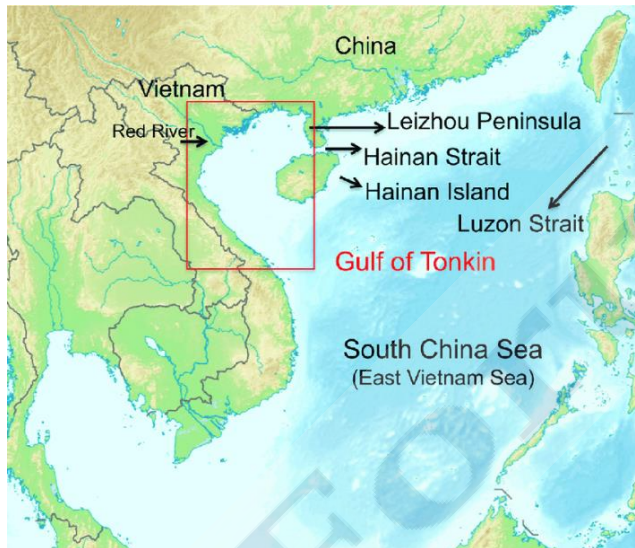 China
Vietnam
Red River
Leizhou Peninsula
Hainan Strait
Hainan Island
Luzon Strait
Gulf of Tonkin
South China Sea
(East Vietnam Sea)